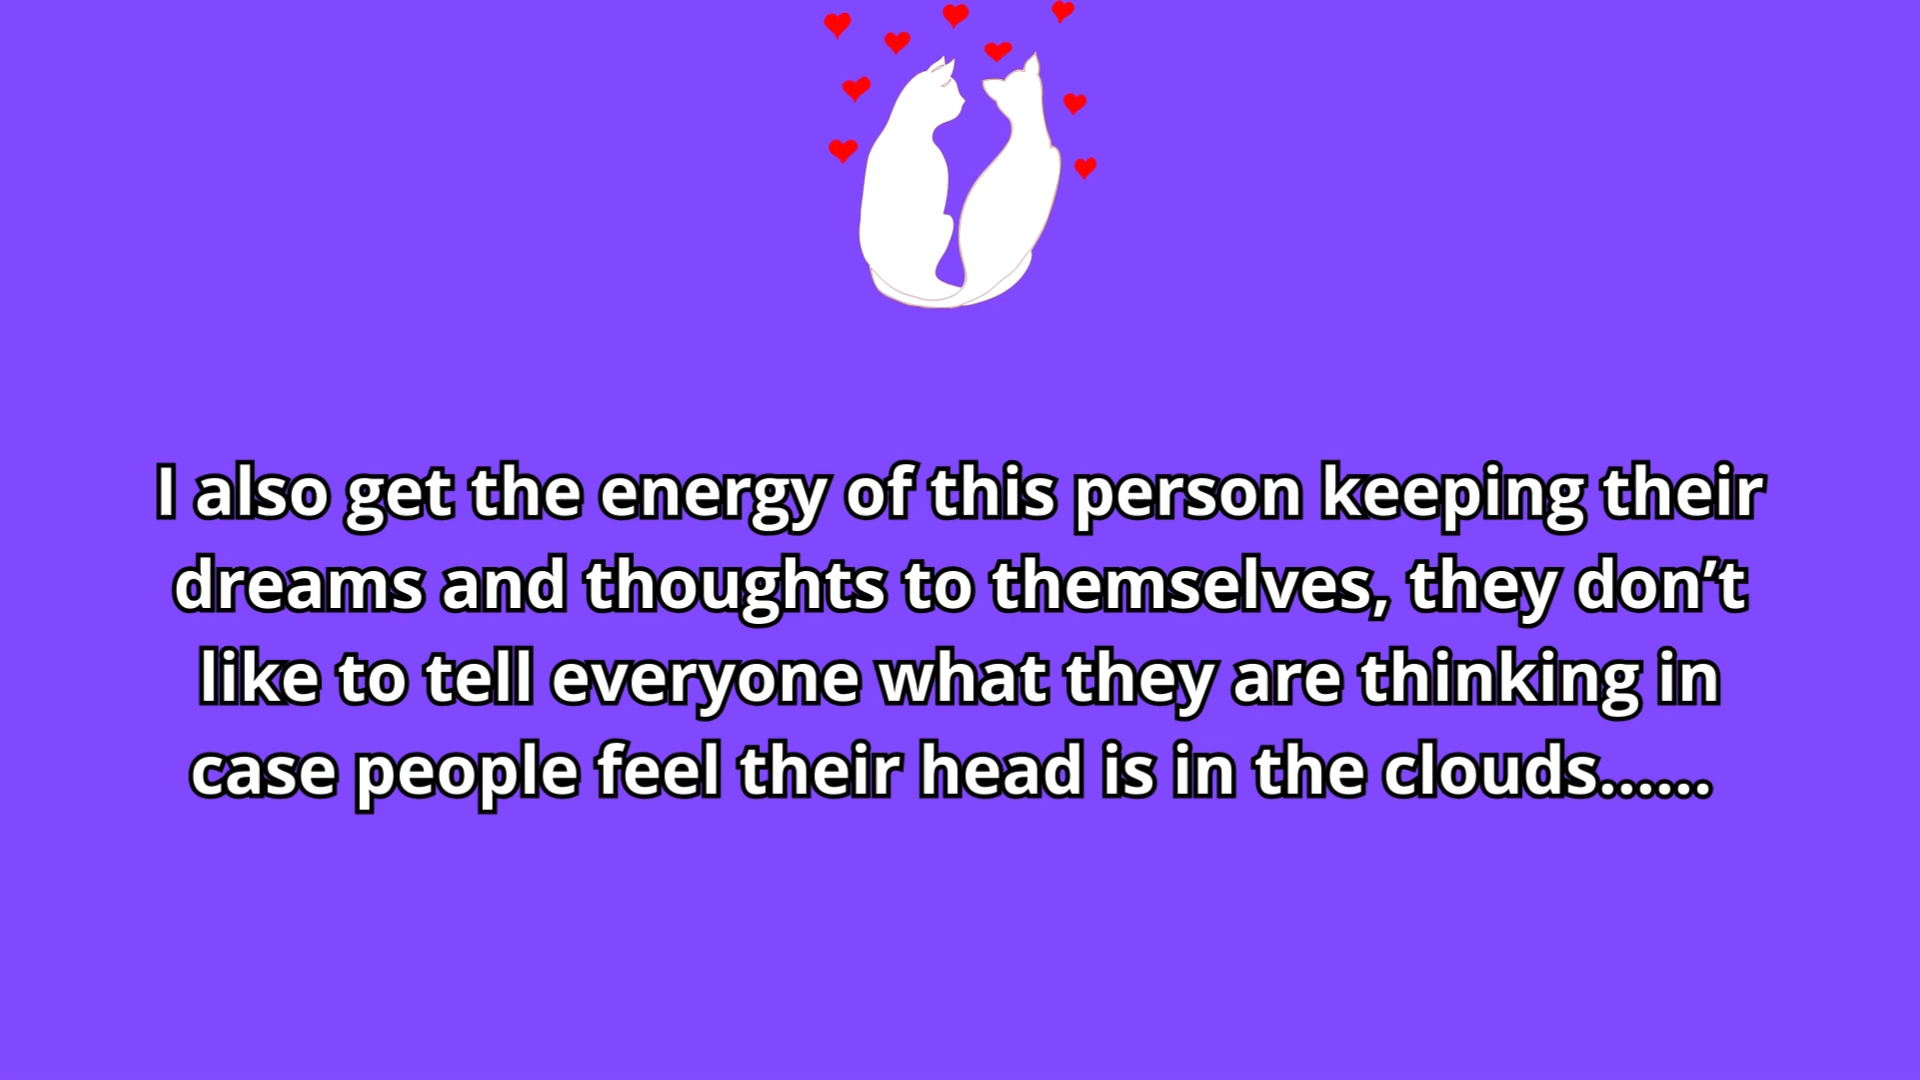 I also get the energy of this person keeping their
dreams and thoughts to themselves, they don’t
like to tell everyone what they are thinking in
case people feel their head is in the clouds......